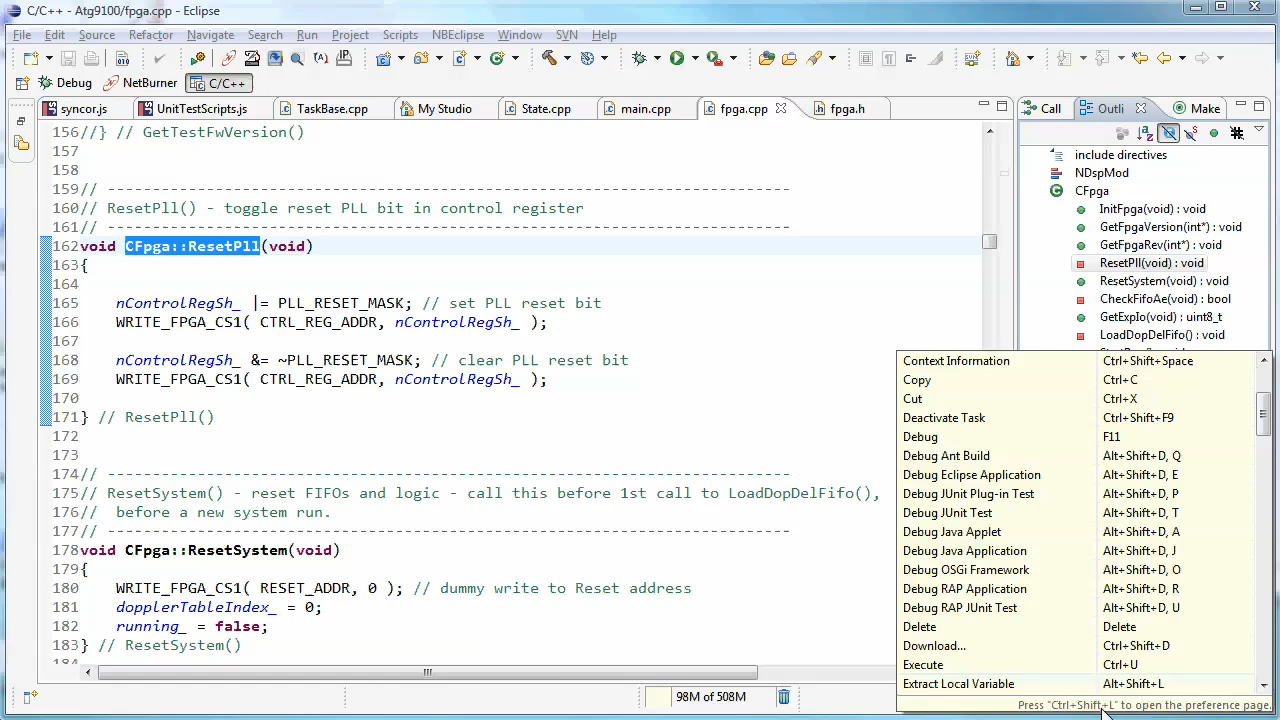 C/C++ - Atg9100/fpga.cpp - Eclipse
File Edit Source Refactor Navigate Search Run Project Scripts NBEclipse Window SVN Help
Debug NetBurner C/C++
syncor.js UnitTestScripts.js TaskBase.cpp My Studio State.cpp main.cpp fpga.cpp fpga.h
Call Outli Make
156//} // GetTestFwVersion()
157
158
159// ----------------------------------------------------------------------------
160// ResetPll() - toggle reset PLL bit in control register
161// ----------------------------------------------------------------------------
162void CFpga::ResetPll(void)
163{
164
165    nControlRegSh_ |= PLL_RESET_MASK; // set PLL reset bit
166    WRITE_FPGA_CS1( CTRL_REG_ADDR, nControlRegSh_ );
167
168    nControlRegSh_ &= ~PLL_RESET_MASK; // clear PLL reset bit
169    WRITE_FPGA_CS1( CTRL_REG_ADDR, nControlRegSh_ );
170
171} // ResetPll()
172
173
174// ----------------------------------------------------------------------------
175// ResetSystem() - reset FIFOs and logic - call this before 1st call to LoadDopDelFifo(),
176//  before a new system run.
177// ----------------------------------------------------------------------------
178void CFpga::ResetSystem(void)
179{
180    WRITE_FPGA_CS1( RESET_ADDR, 0 ); // dummy write to Reset address
181    dopplerTableIndex_ = 0;
182    running_ = false;
183} // ResetSystem()
184
include directives
NDspMod
CFpga
InitFpga(void) : void
GetFpgaVersion(int*) : void
GetFpgaRev(int*) : void
ResetPll(void) : void
ResetSystem(void) : void
CheckFifoAe(void) : bool
GetExpIo(void) : uint8_t
LoadDopDelFifo() : void
Context Information Ctrl+Shift+Space
Copy Ctrl+C
Cut Ctrl+X
Deactivate Task Ctrl+Shift+F9
Debug F11
Debug Ant Build Alt+Shift+D, Q
Debug Eclipse Application Alt+Shift+D, E
Debug JUnit Plug-in Test Alt+Shift+D, P
Debug JUnit Test Alt+Shift+D, T
Debug Java Applet Alt+Shift+D, A
Debug Java Application Alt+Shift+D, J
Debug OSGi Framework Alt+Shift+D, O
Debug RAP Application Alt+Shift+D, R
Debug RAP JUnit Test Alt+Shift+D, U
Delete Delete
Download... Ctrl+Shift+D
Execute Ctrl+U
Extract Local Variable Alt+Shift+L
Press "Ctrl+Shift+L" to open the preference page.
98M of 508M